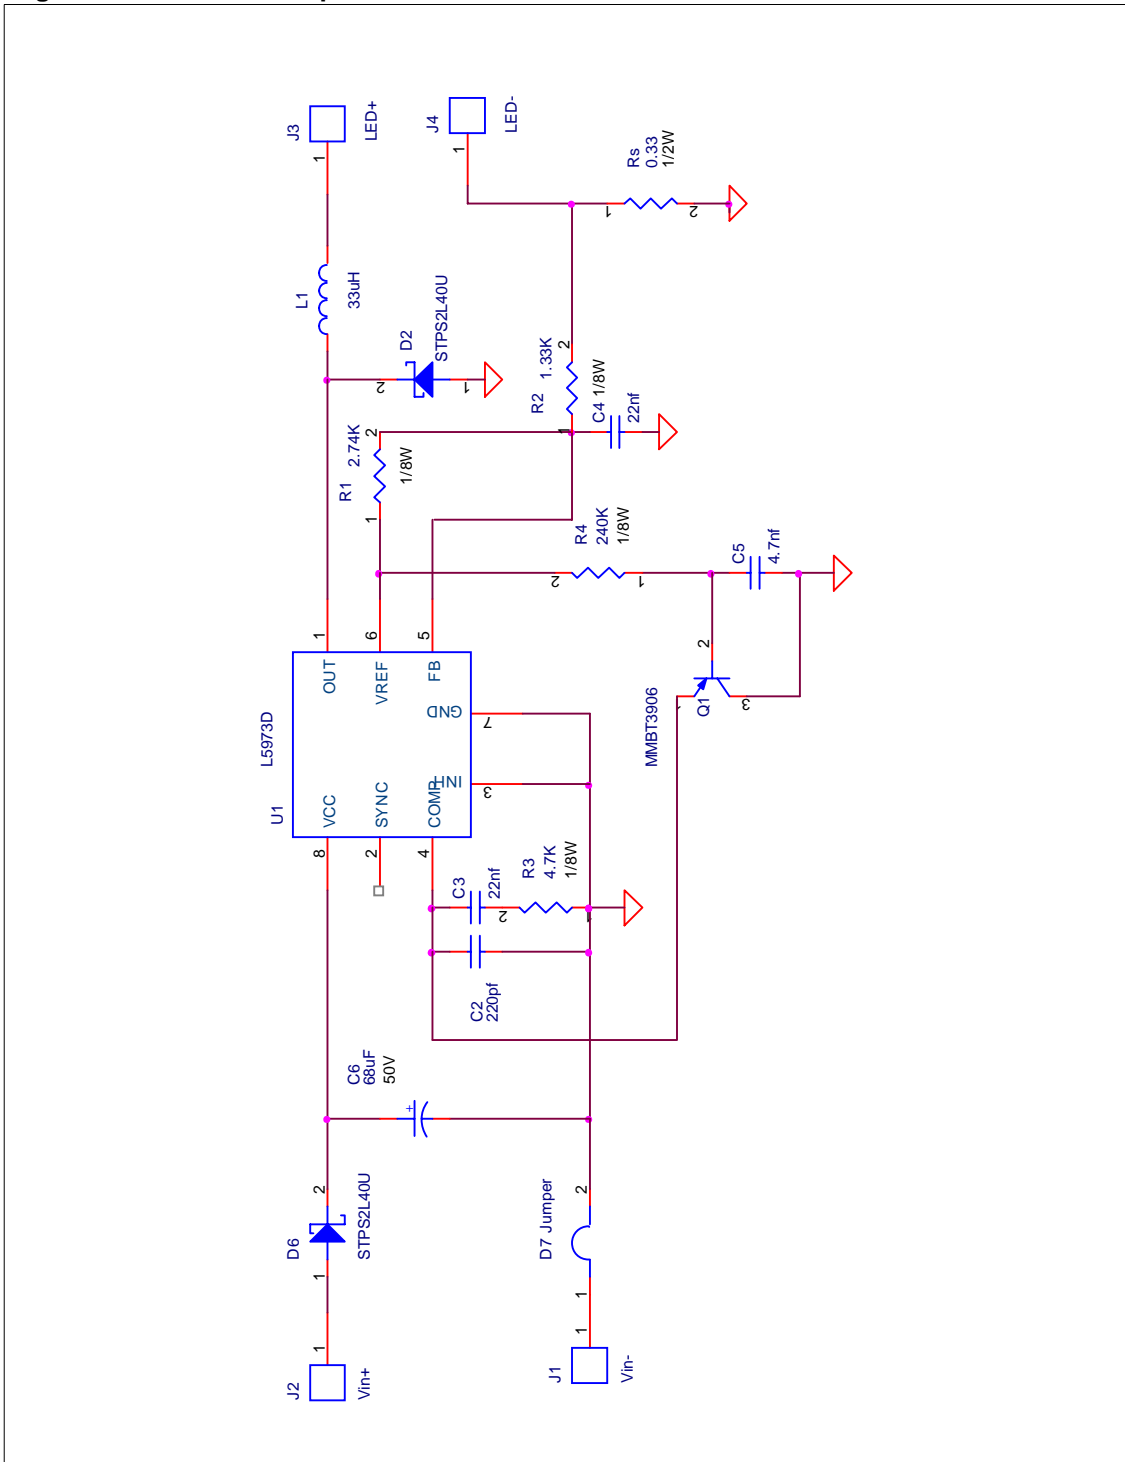 J3
LED+
1
J4
LED-
1
Rs
0.33
1/2W
1
2
L1
33uH
D2
STPS2L40U
2
1
R2
1.33K
1/8W
2
1
C4
22nf
R1
2.74K
1/8W
2
1
R4
240K
1/8W
2
1
C5
4.7nf
1
6
5
OUT
VREF
FB
GND
7
INH
3
L5973D
U1
VCC
SYNC
COMP
8
2
4
2
MMBT3906
Q1
1
3
C3
22nf
R3
4.7K
1/8W
2
1
C2
220pf
C6
68uF
50V
+
D6
STPS2L40U
2
1
D7 Jumper
2
1
J2
Vin+
1
J1
Vin-
1